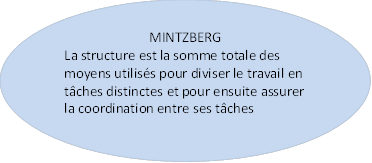 MINTZBERG
La structure est la somme totale des
moyens utilisés pour diviser le travail en
tâches distinctes et pour ensuite assurer
la coordination entre ses tâches